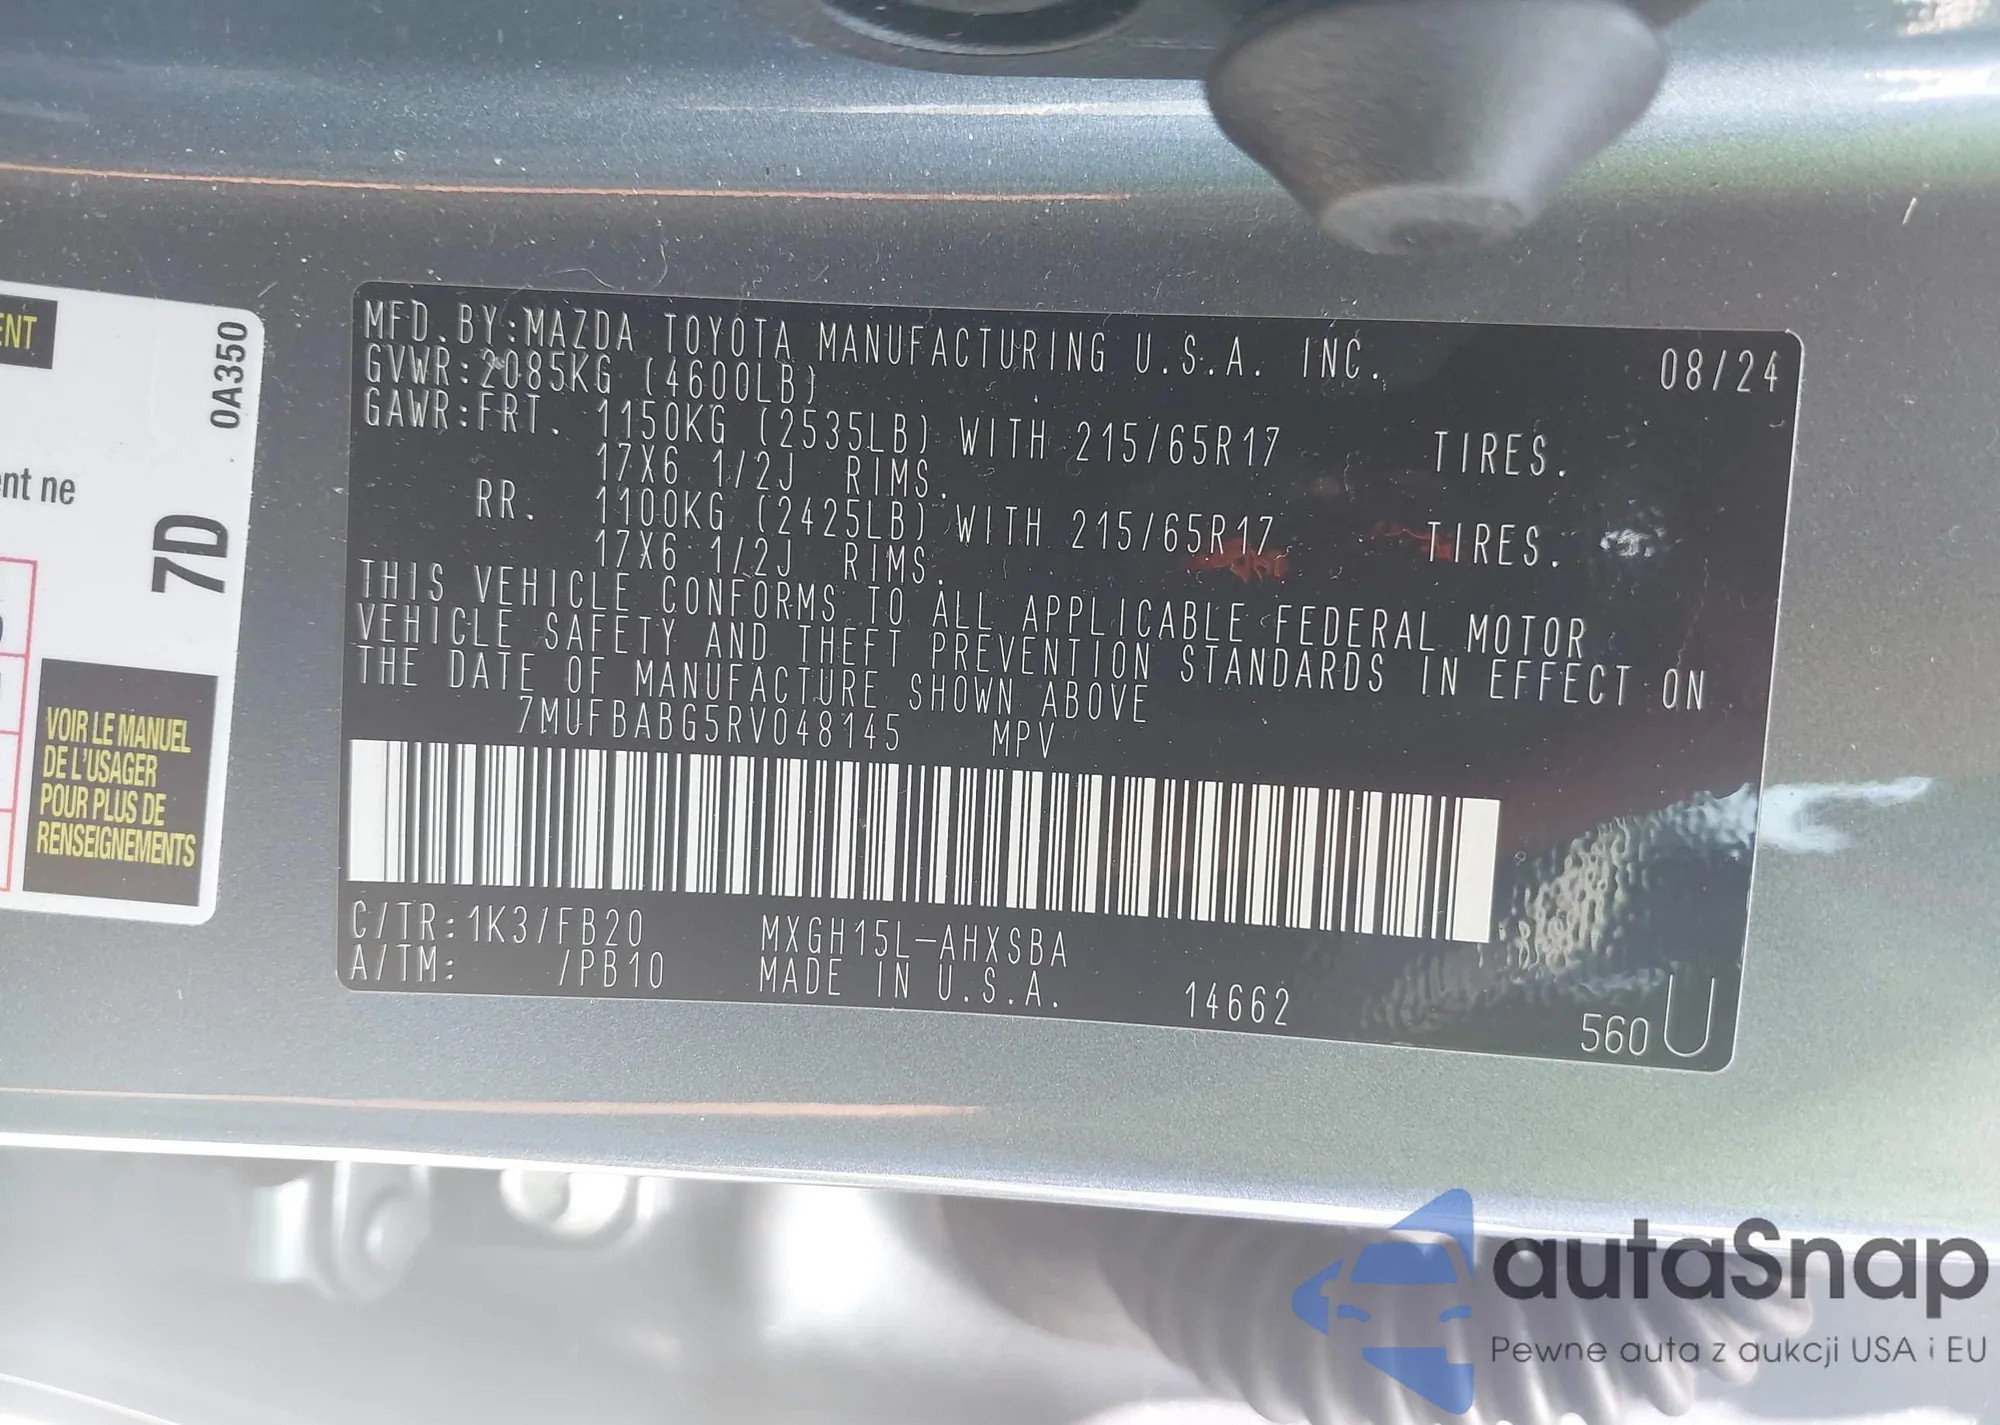 ENT
0A350
nt ne
7D
VOIR LE MANUEL
DE L'USAGER
POUR PLUS DE
RENSEIGNEMENTS
MFD.BY:MAZDA TOYOTA MANUFACTURING U.S.A. INC. 08/24
GVWR:2085KG (4600LB)
GAWR:FRT. 1150KG (2535LB) WITH 215/65R17 TIRES.
17X6 1/2J RIMS.
RR. 1100KG (2425LB) WITH 215/65R17 TIRES.
17X6 1/2J RIMS.
THIS VEHICLE CONFORMS TO ALL APPLICABLE FEDERAL MOTOR
VEHICLE SAFETY AND THEFT PREVENTION STANDARDS IN EFFECT ON
THE DATE OF MANUFACTURE SHOWN ABOVE
7MUFBABG5RV048145 MPV
C/TR:1K3/FB20 MXGH15L-AHXSBA
A/TM: /PB10 MADE IN U.S.A. 14662
560 U
autaSnap
Pewne auta z aukcji USA i EU